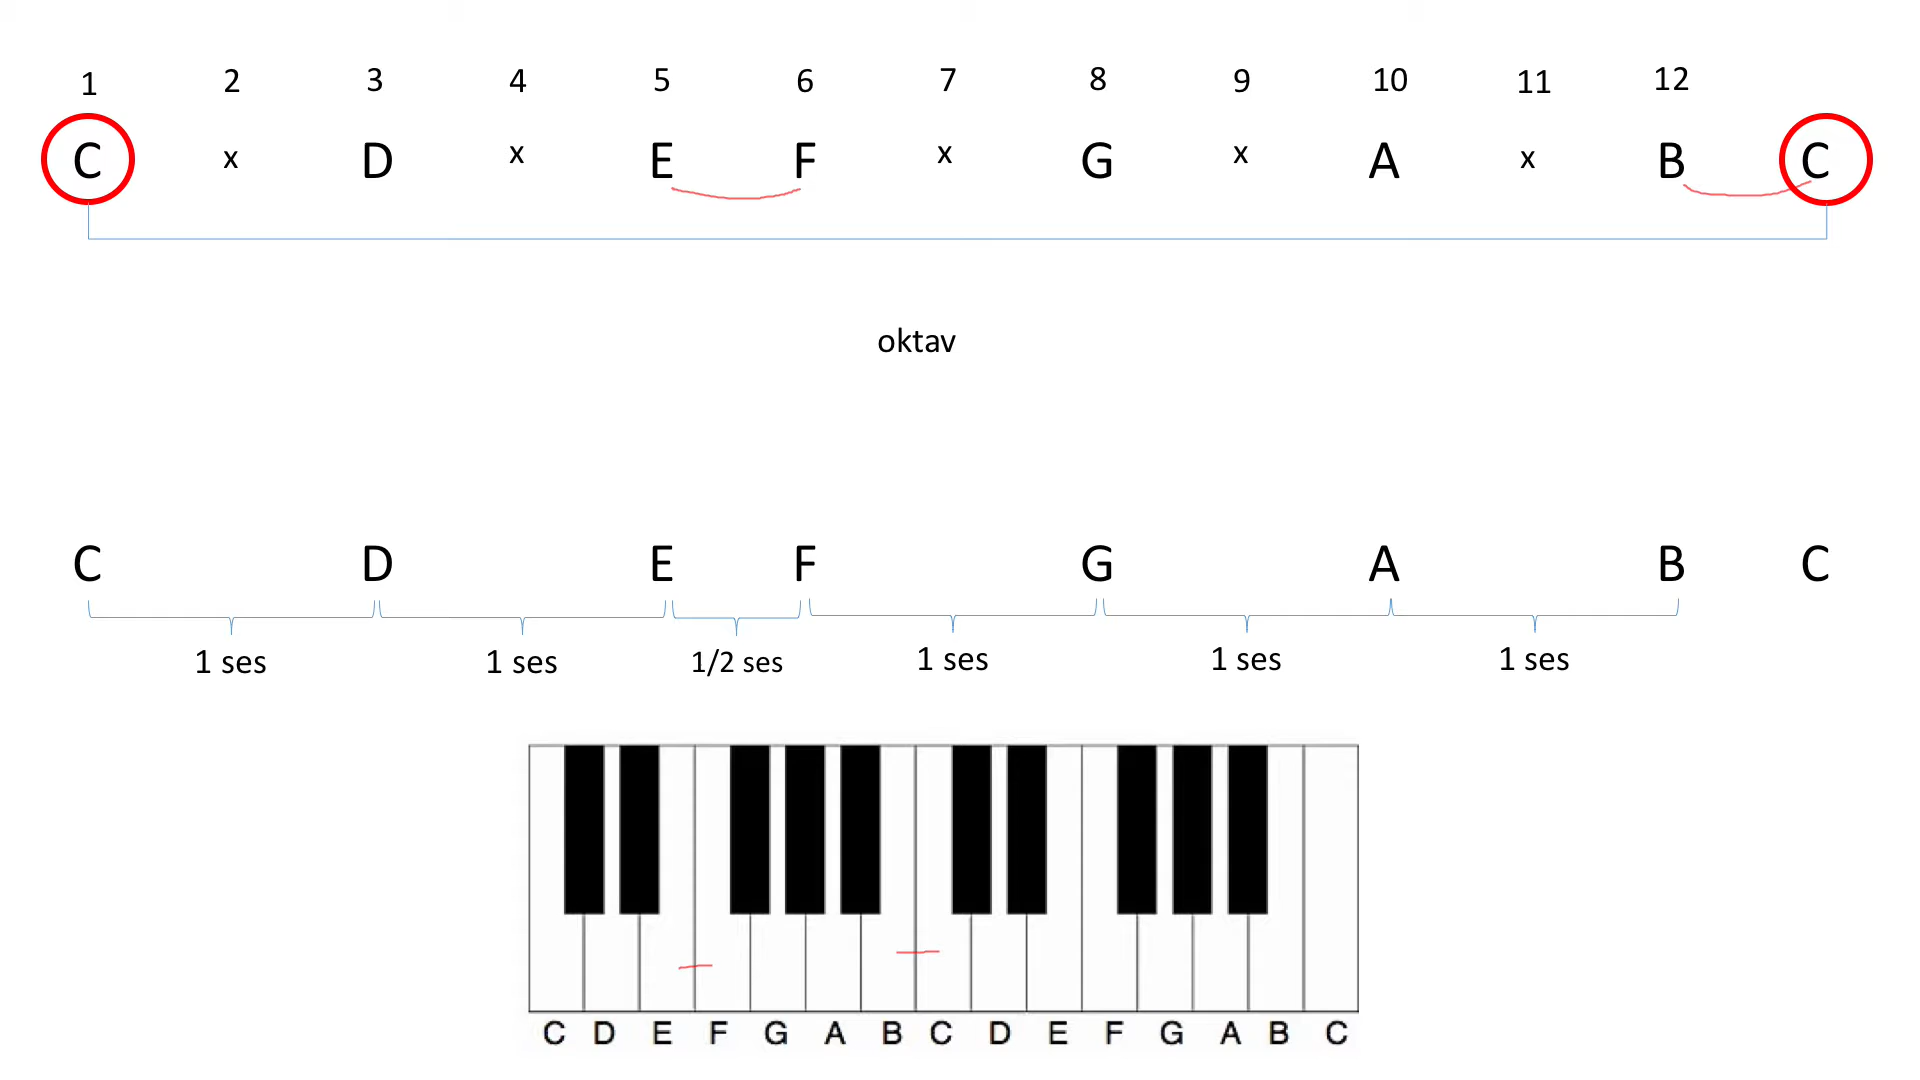 1 2 3 4 5 6 7 8 9 10 11 12
C x D x E F x G x A x B C
oktav
C D E F G A B C
1 ses 1 ses 1/2 ses 1 ses 1 ses 1 ses
C D E F G A B C D E F G A B C